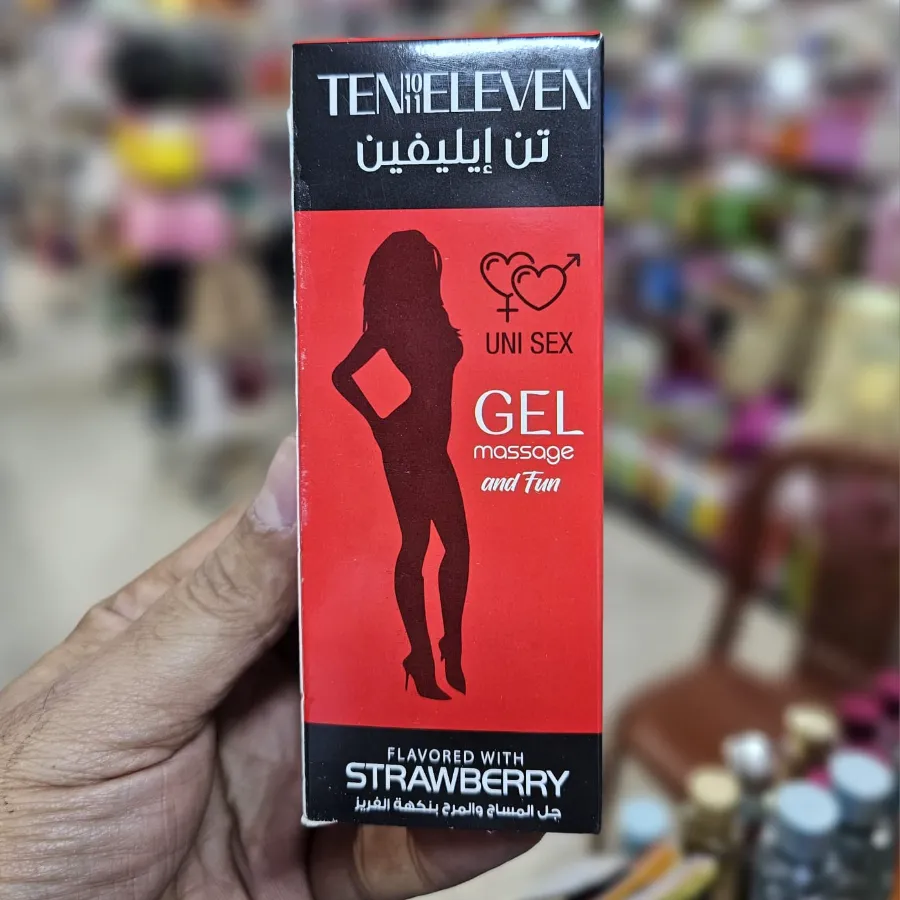 TEN 10 11 ELEVEN
تن إيليفين
UNI SEX
GEL
massage
and Fun
FLAVORED WITH
STRAWBERRY
جل المساج والمرح بنكهة الفريز